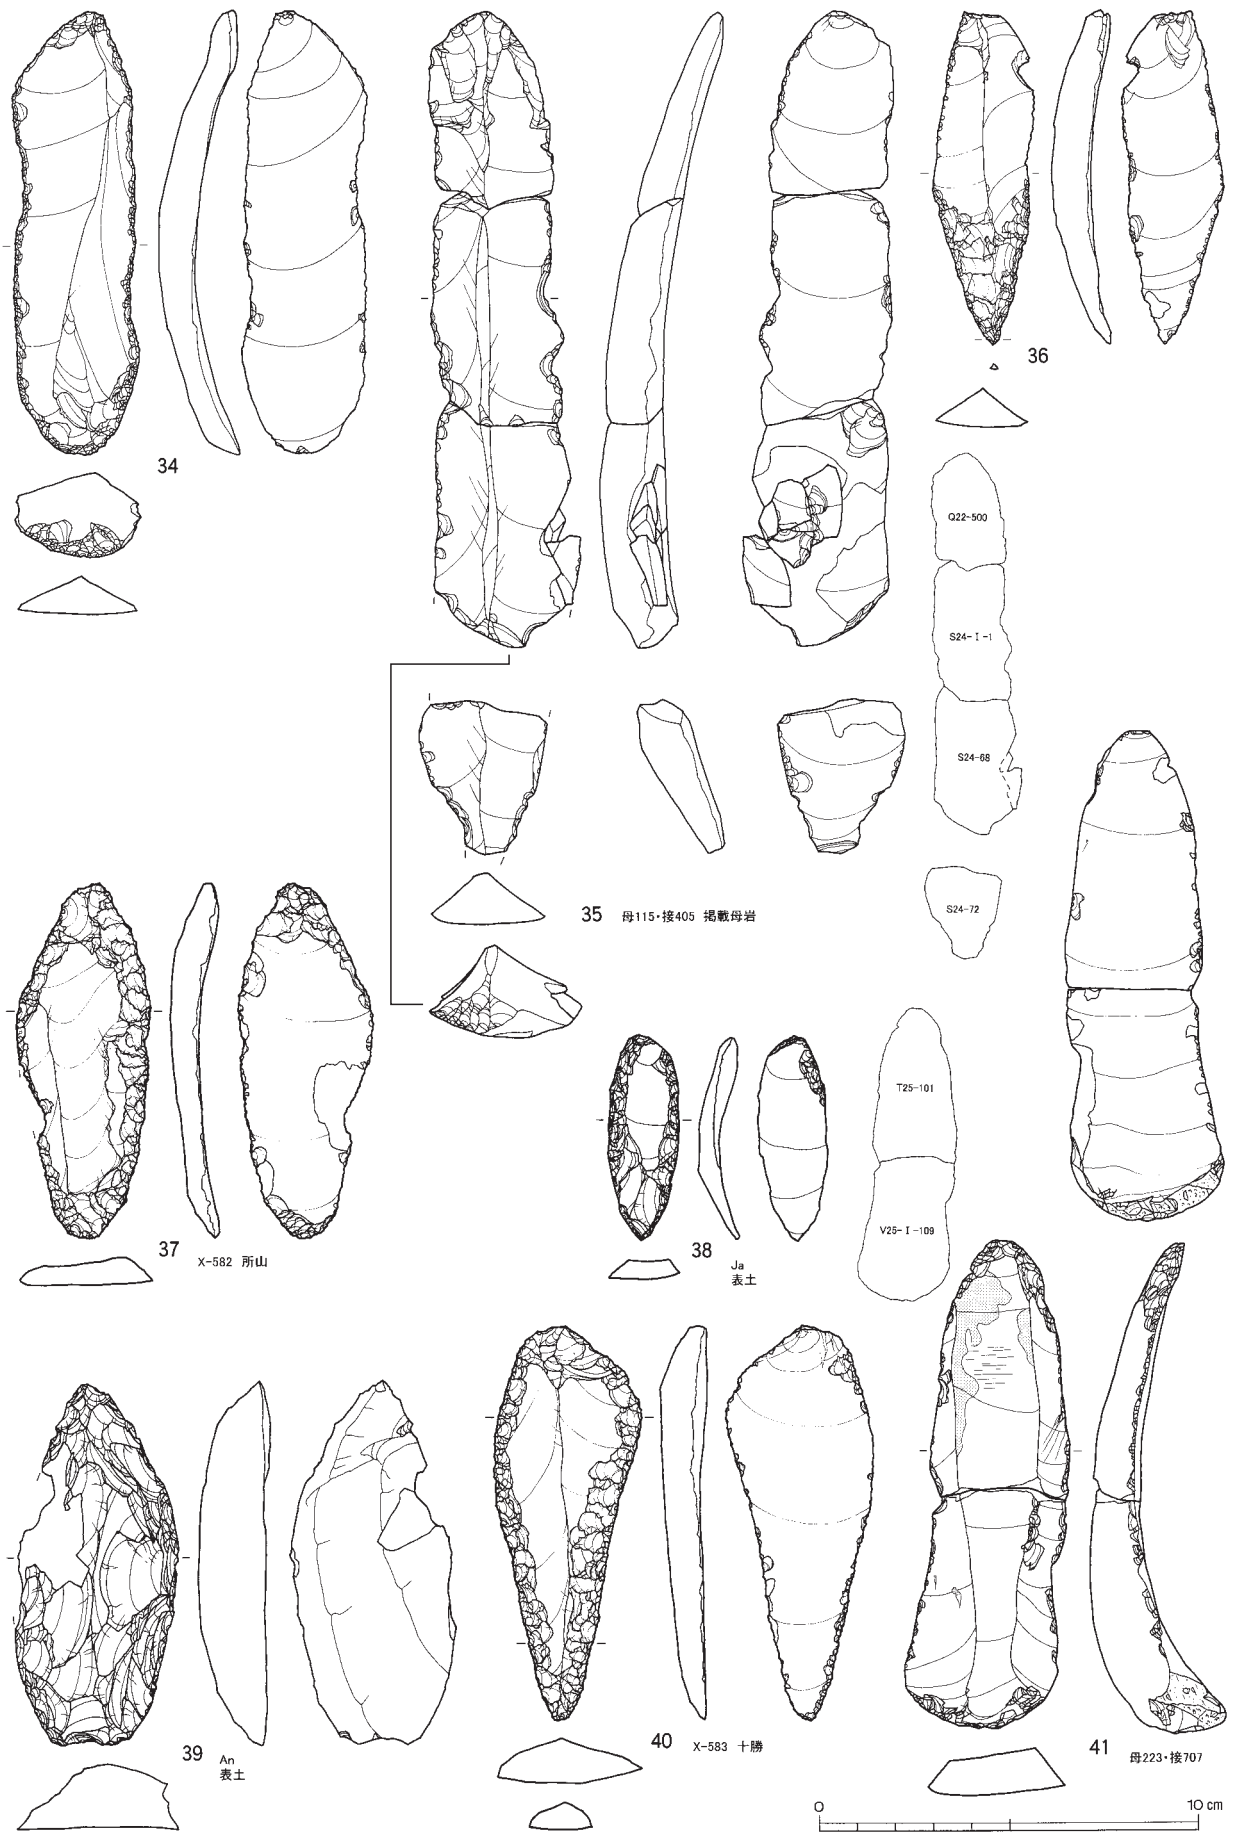 34
36
Q22-500
S24-Ⅰ-1
S24-68
35 母115・接405 掲載母岩
S24-72
37 X-582 所山
38 Ja
表土
T25-101
V25-Ⅰ-109
39 An
表土
40 X-583 十勝
41 母223・接707
0 10cm